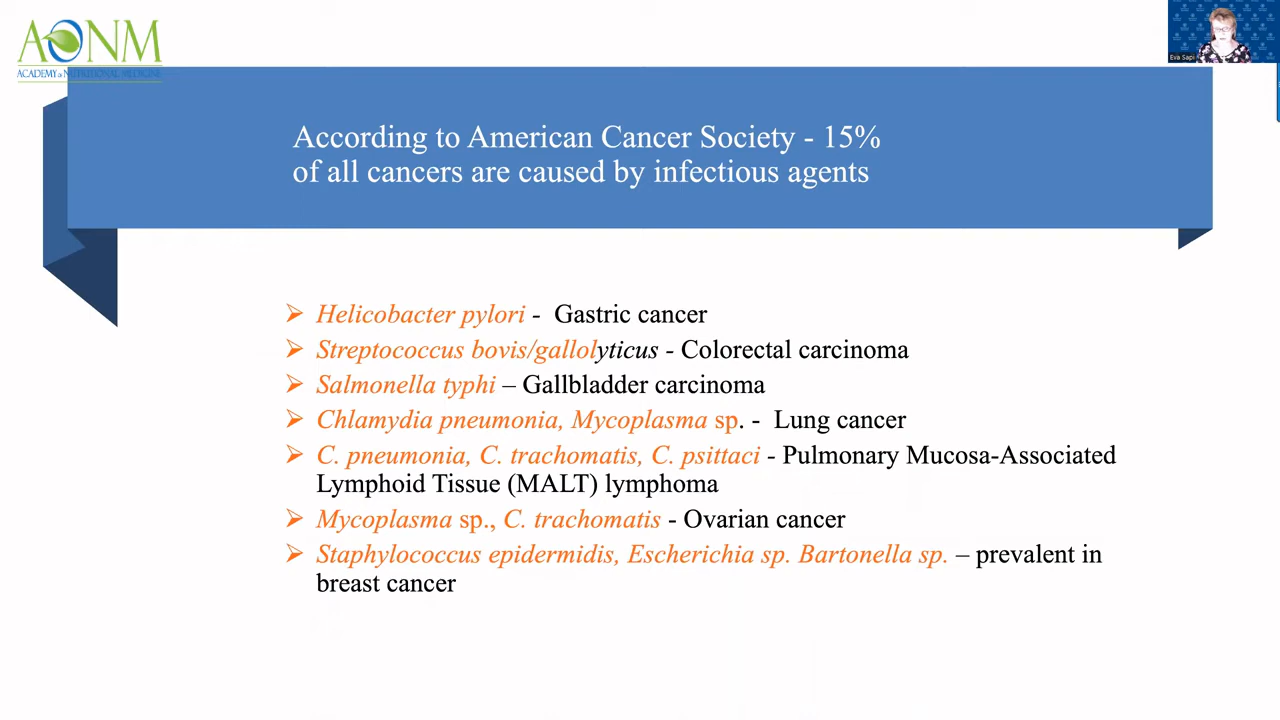 AONM
ACADEMY of NUTRITIONAL MEDICINE
Eva Sapi
According to American Cancer Society - 15%
of all cancers are caused by infectious agents
➢ Helicobacter pylori - Gastric cancer
➢ Streptococcus bovis/gallolyticus - Colorectal carcinoma
➢ Salmonella typhi – Gallbladder carcinoma
➢ Chlamydia pneumonia, Mycoplasma sp. - Lung cancer
➢ C. pneumonia, C. trachomatis, C. psittaci - Pulmonary Mucosa-Associated
Lymphoid Tissue (MALT) lymphoma
➢ Mycoplasma sp., C. trachomatis - Ovarian cancer
➢ Staphylococcus epidermidis, Escherichia sp. Bartonella sp. – prevalent in
breast cancer